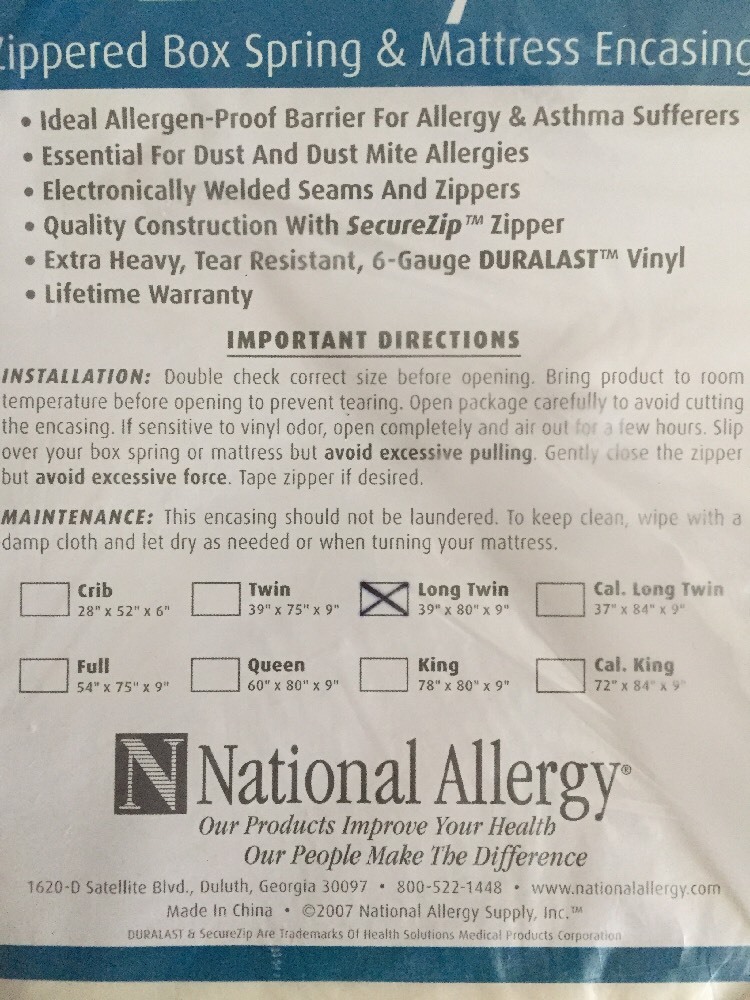 Zippered Box Spring & Mattress Encasing
• Ideal Allergen-Proof Barrier For Allergy & Asthma Sufferers
• Essential For Dust And Dust Mite Allergies
• Electronically Welded Seams And Zippers
• Quality Construction With SecureZip™ Zipper
• Extra Heavy, Tear Resistant, 6-Gauge DURALAST™ Vinyl
• Lifetime Warranty
IMPORTANT DIRECTIONS
INSTALLATION: Double check correct size before opening. Bring product to room
temperature before opening to prevent tearing. Open package carefully to avoid cutting
the encasing. If sensitive to vinyl odor, open completely and air out for a few hours. Slip
over your box spring or mattress but avoid excessive pulling. Gently close the zipper
but avoid excessive force. Tape zipper if desired.
MAINTENANCE: This encasing should not be laundered. To keep clean, wipe with a
damp cloth and let dry as needed or when turning your mattress.
Crib Twin Long Twin Cal. Long Twin
28" x 52" x 6" 39" x 75" x 9" 39" x 80" x 9" 37" x 84" x 9"
Full Queen King Cal. King
54" x 75" x 9" 60" x 80" x 9" 78" x 80" x 9" 72" x 84" x 9"
N National Allergy®
Our Products Improve Your Health
Our People Make The Difference
1620-D Satellite Blvd., Duluth, Georgia 30097 • 800-522-1448 • www.nationalallergy.com
Made In China • ©2007 National Allergy Supply, Inc.™
DURALAST & SecureZip Are Trademarks Of Health Solutions Medical Products Corporation